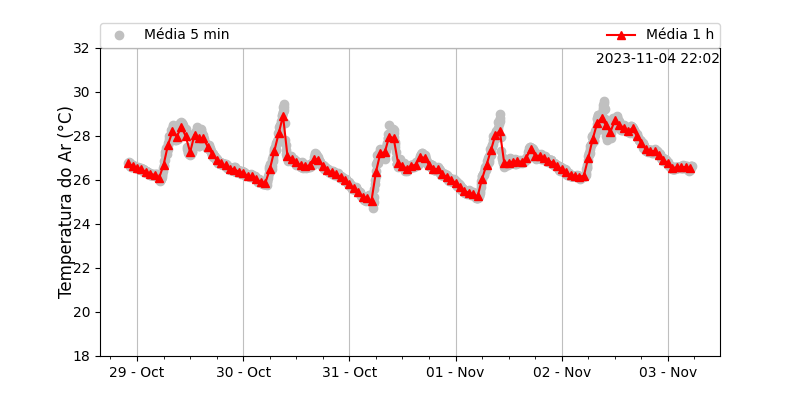 Média 5 min
Média 1 h
2023-11-04 22:02
Temperatura do Ar (°C)
32
30
28
26
24
22
20
18
29 - Oct
30 - Oct
31 - Oct
01 - Nov
02 - Nov
03 - Nov